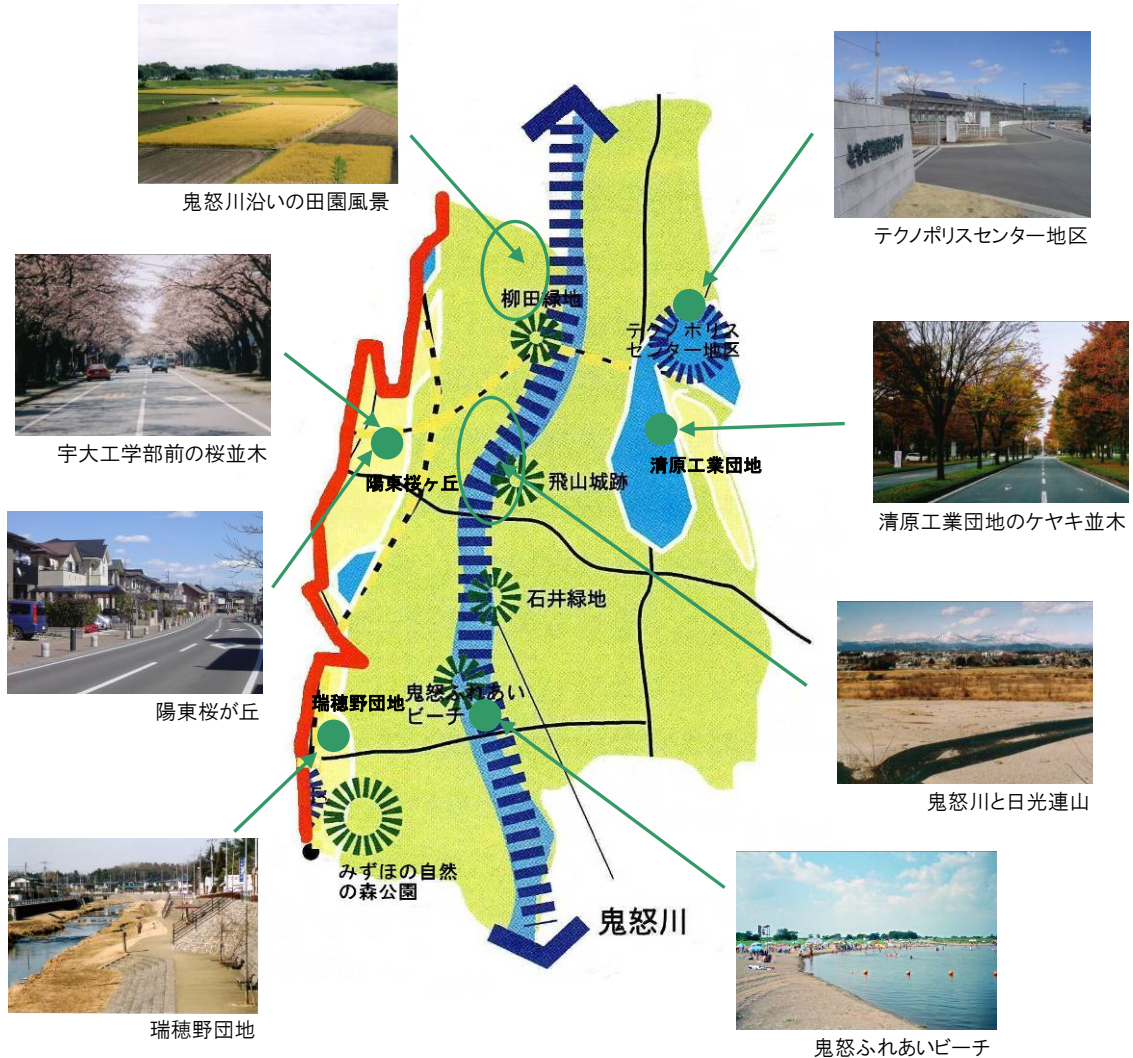 鬼怒川沿いの田園風景
テクノポリスセンター地区
柳田緑地
テクノポリス
センター地区
宇大工学部前の桜並木
陽東桜ヶ丘
飛山城跡
清原工業団地
清原工業団地のケヤキ並木
石井緑地
陽東桜が丘
瑞穂野団地
鬼怒ふれあい
ビーチ
鬼怒川と日光連山
みずほの自然
の森公園
鬼怒川
瑞穂野団地
鬼怒ふれあいビーチ